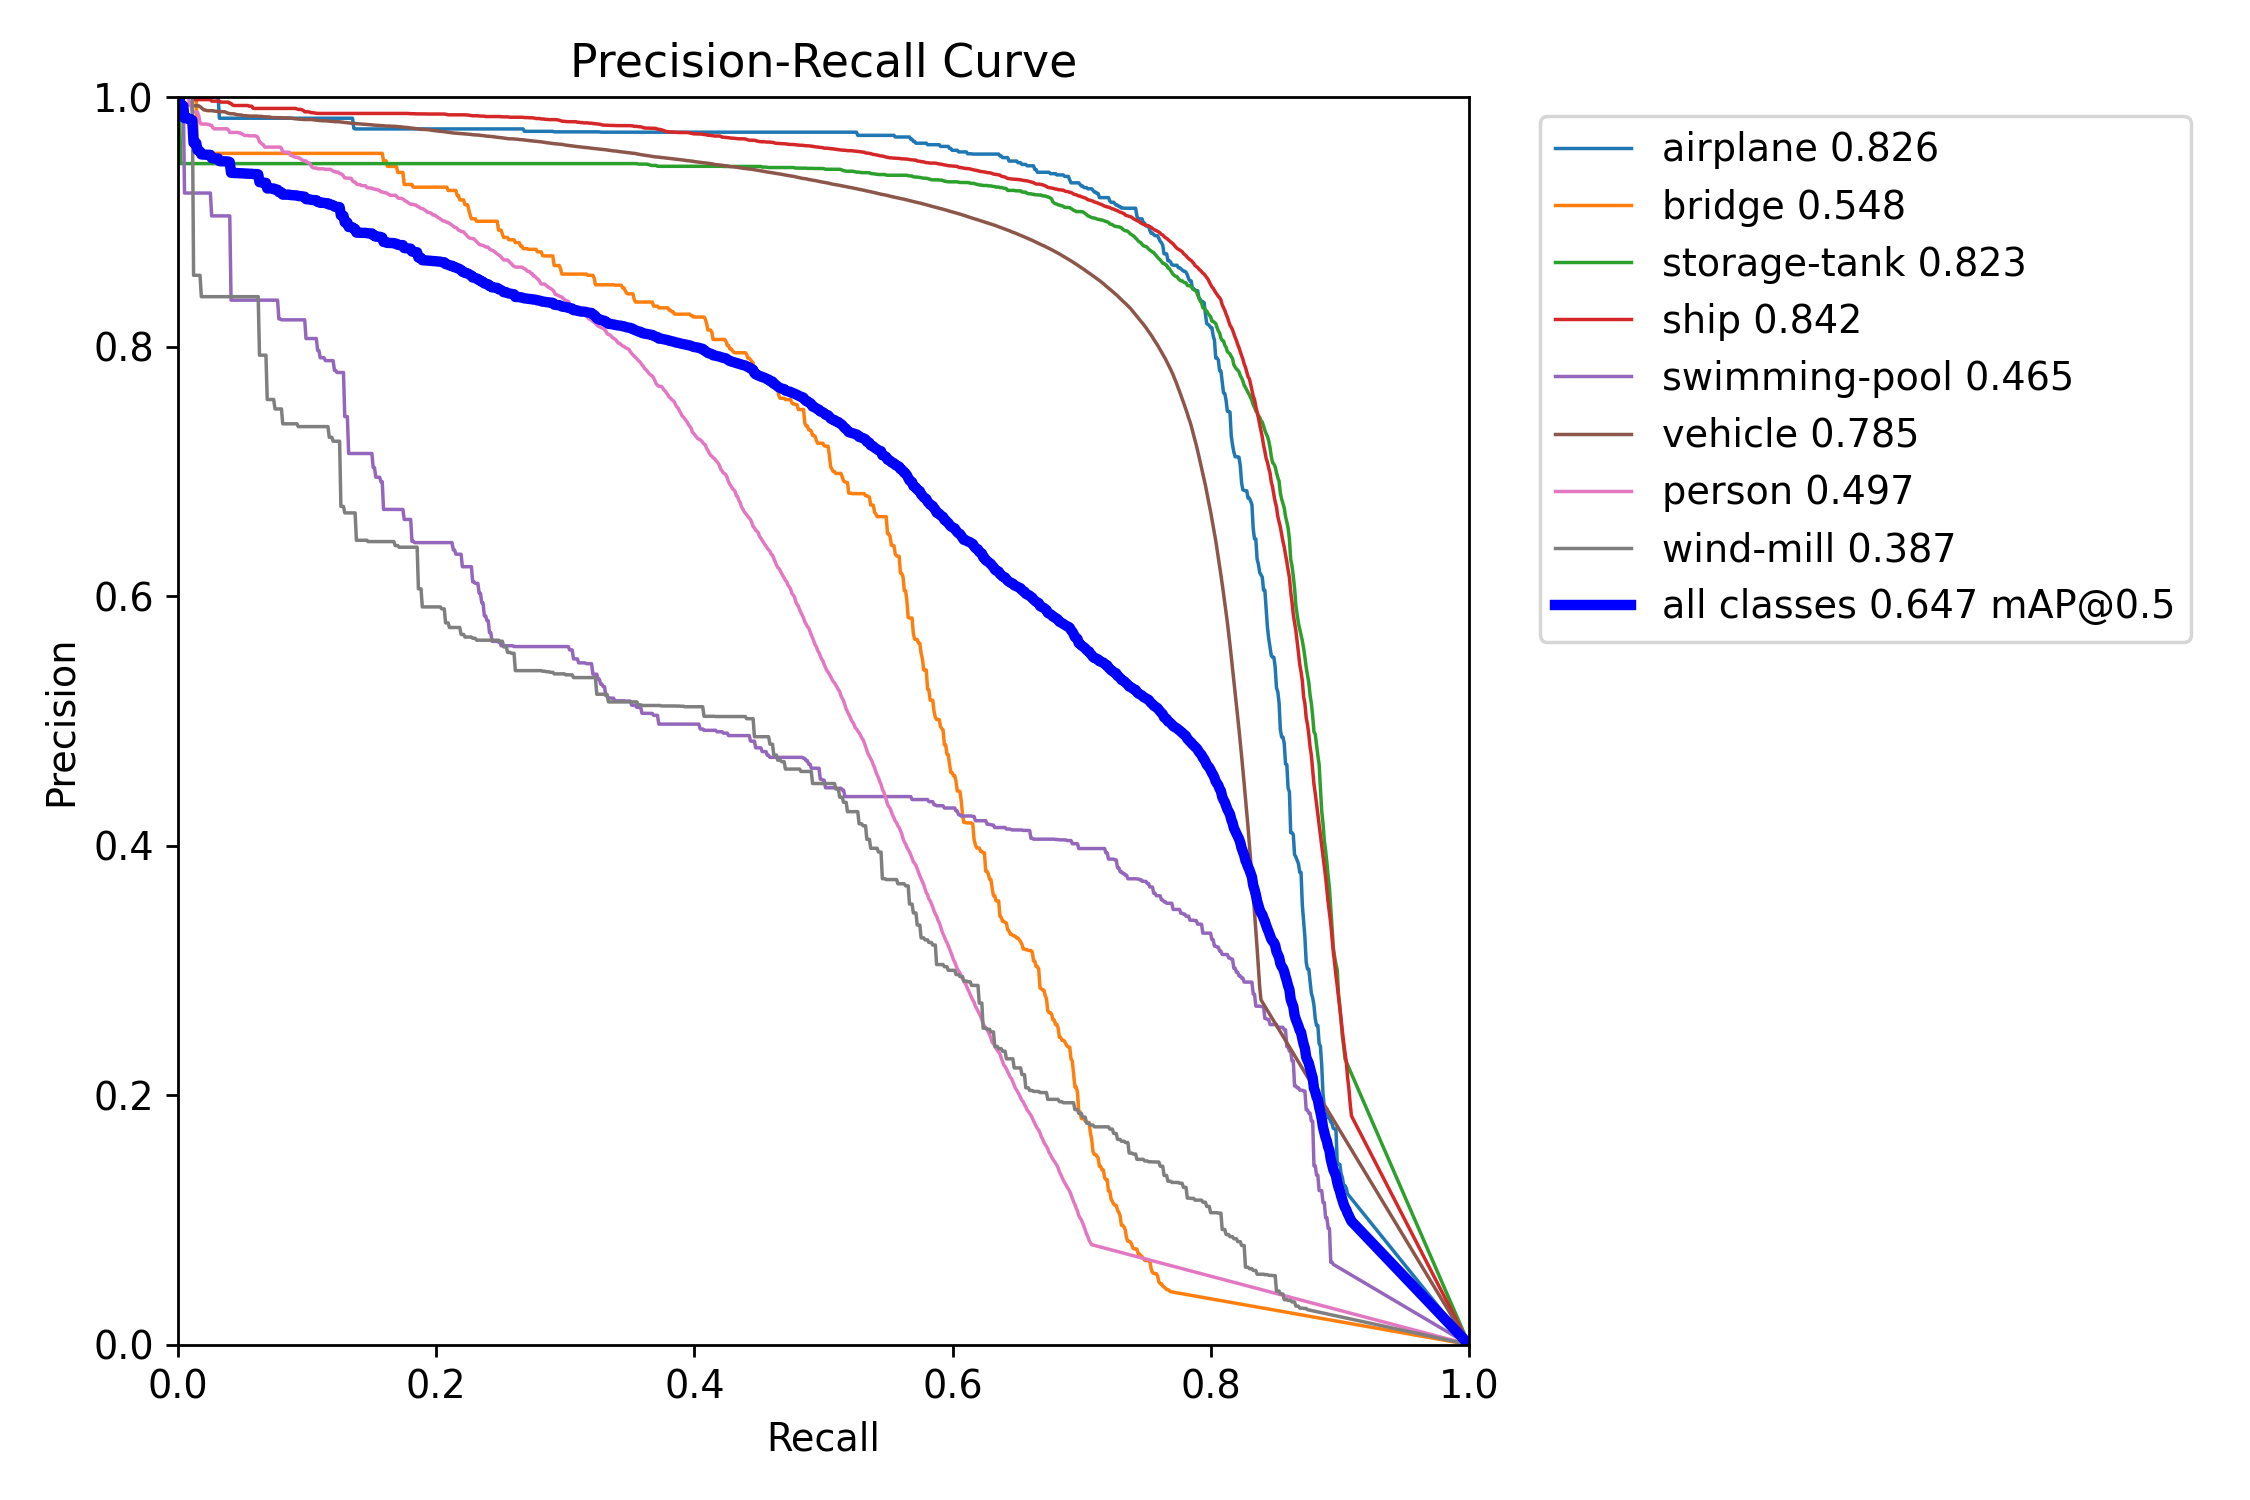 Precision-Recall Curve
1.0
0.8
0.6
0.4
0.2
0.0
Precision
0.0 0.2 0.4 0.6 0.8 1.0
Recall
airplane 0.826
bridge 0.548
storage-tank 0.823
ship 0.842
swimming-pool 0.465
vehicle 0.785
person 0.497
wind-mill 0.387
all classes 0.647 mAP@0.5